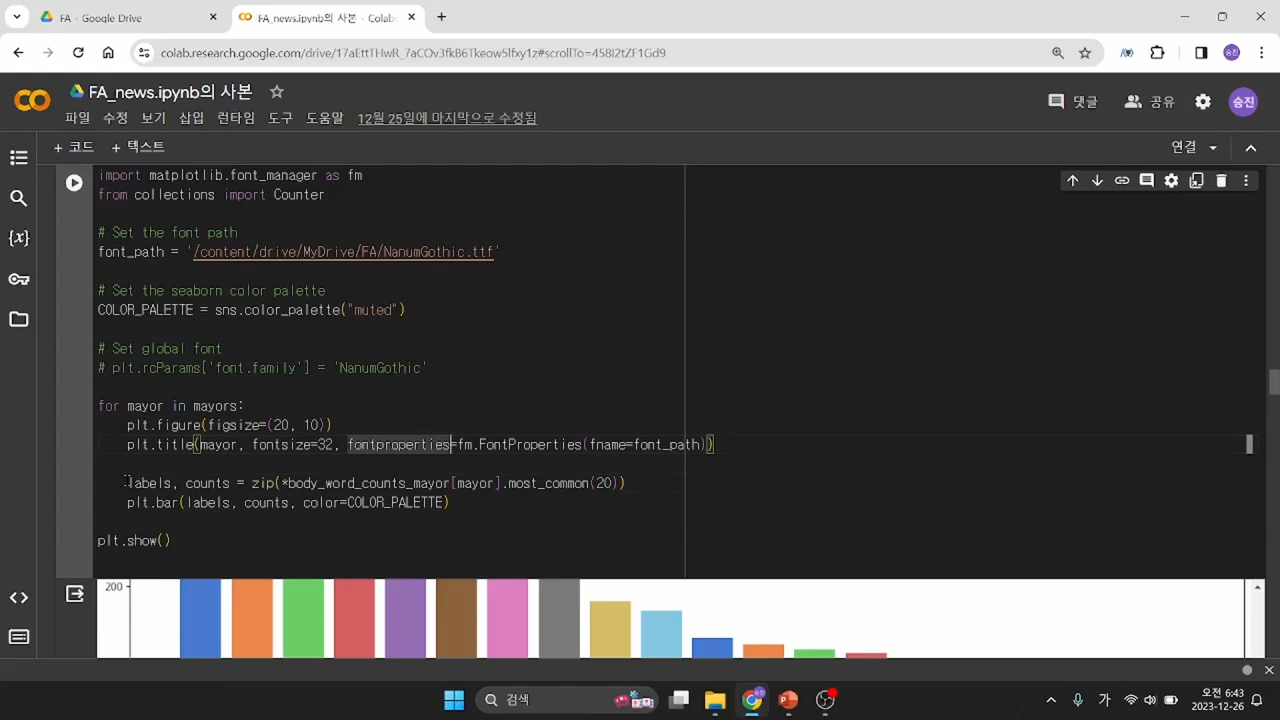 FA - Google Drive
FA_news.ipynb의 사본 - Colab
colab.research.google.com/drive/17aEttTHwR_7aCOv3fkB6Tkeow5lfxy1z#scrollTo=458I2tZF1Gd9
FA_news.ipynb의 사본
댓글
공유
승진
파일 수정 보기 삽입 런타임 도구 도움말 12월 25일에 마지막으로 수정됨
+ 코드 + 텍스트
연결
import matplotlib.font_manager as fm
from collections import Counter
# Set the font path
font_path = '/content/drive/MyDrive/FA/NanumGothic.ttf'
# Set the seaborn color palette
COLOR_PALETTE = sns.color_palette("muted")
# Set global font
# plt.rcParams['font.family'] = 'NanumGothic'
for mayor in mayors:
plt.figure(figsize=(20, 10))
plt.title(mayor, fontsize=32, fontproperties=fm.FontProperties(fname=font_path))
labels, counts = zip(*body_word_counts_mayor[mayor].most_common(20))
plt.bar(labels, counts, color=COLOR_PALETTE)
plt.show()
200
검색
가
오전 6:43
2023-12-26